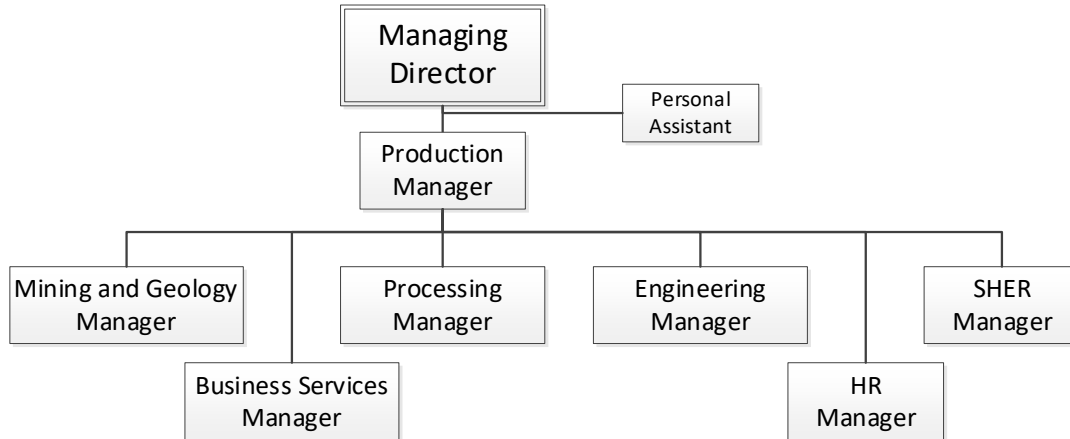 Managing
Director
Personal
Assistant
Production
Manager
Mining and Geology
Manager
Processing
Manager
Engineering
Manager
SHER
Manager
Business Services
Manager
HR
Manager